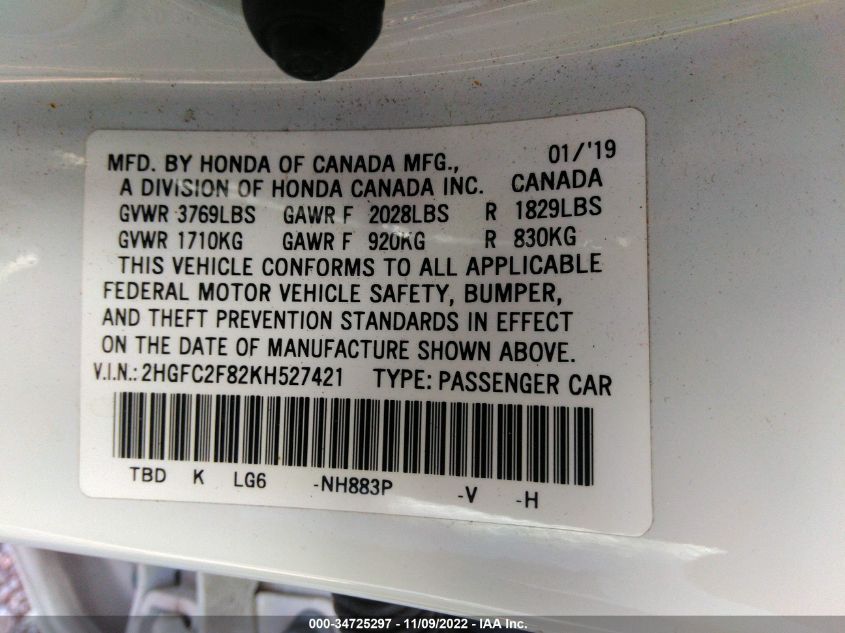 MFD. BY HONDA OF CANADA MFG., 01/'19
A DIVISION OF HONDA CANADA INC. CANADA
GVWR 3769LBS GAWR F 2028LBS R 1829LBS
GVWR 1710KG GAWR F 920KG R 830KG
THIS VEHICLE CONFORMS TO ALL APPLICABLE
FEDERAL MOTOR VEHICLE SAFETY, BUMPER,
AND THEFT PREVENTION STANDARDS IN EFFECT
ON THE DATE OF MANUFACTURE SHOWN ABOVE.
V.I.N.: 2HGFC2F82KH527421 TYPE: PASSENGER CAR
TBD K LG6 -NH883P -V -H
000-34725297 - 11/09/2022 - IAA Inc.